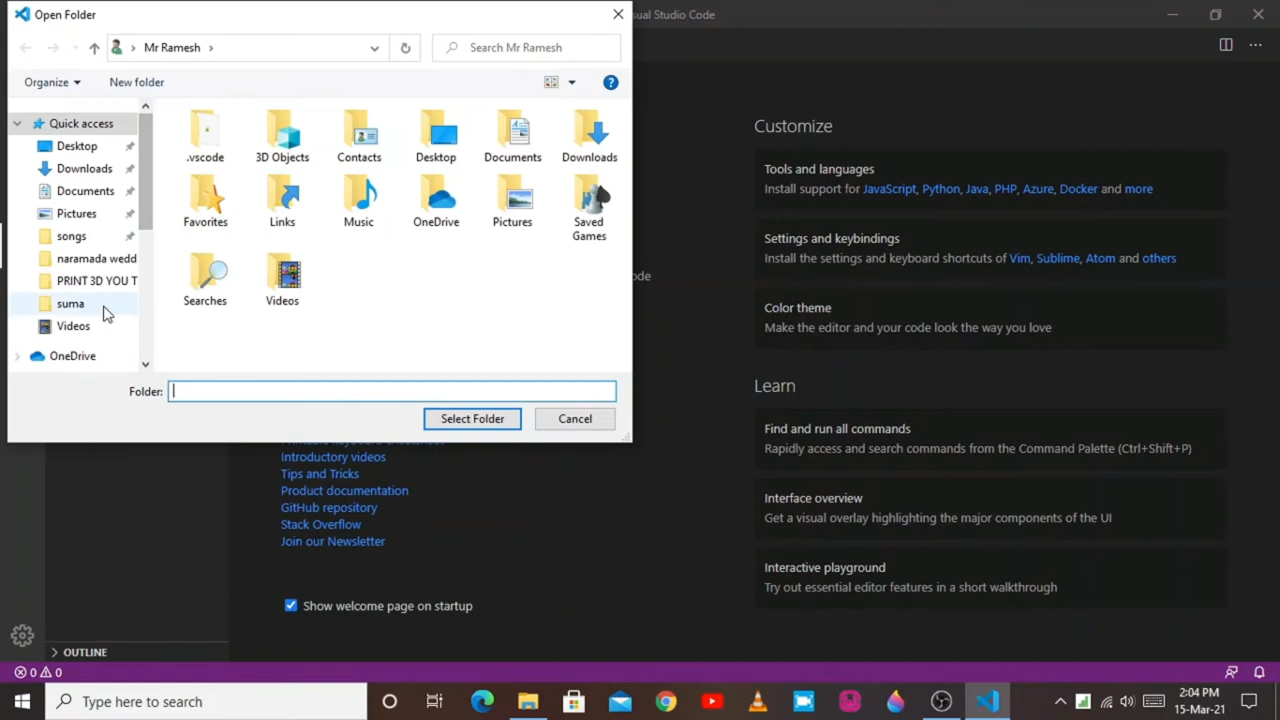 Open Folder
Visual Studio Code
Mr Ramesh
Search Mr Ramesh
Organize
New folder
Quick access
Desktop
Downloads
Documents
Pictures
songs
naramada wedd
PRINT 3D YOU T
suma
Videos
OneDrive
.vscode
3D Objects
Contacts
Desktop
Documents
Downloads
Favorites
Links
Music
OneDrive
Pictures
Saved Games
Searches
Videos
Folder:
Select Folder
Cancel
Introductory videos
Tips and Tricks
Product documentation
GitHub repository
Stack Overflow
Join our Newsletter
Show welcome page on startup
Customize
Tools and languages
Install support for JavaScript, Python, Java, PHP, Azure, Docker and more
Settings and keybindings
Install the settings and keyboard shortcuts of Vim, Sublime, Atom and others
Color theme
Make the editor and your code look the way you love
Learn
Find and run all commands
Rapidly access and search commands from the Command Palette (Ctrl+Shift+P)
Interface overview
Get a visual overlay highlighting the major components of the UI
Interactive playground
Try out essential editor features in a short walkthrough
OUTLINE
0 0
Type here to search
2:04 PM
15-Mar-21